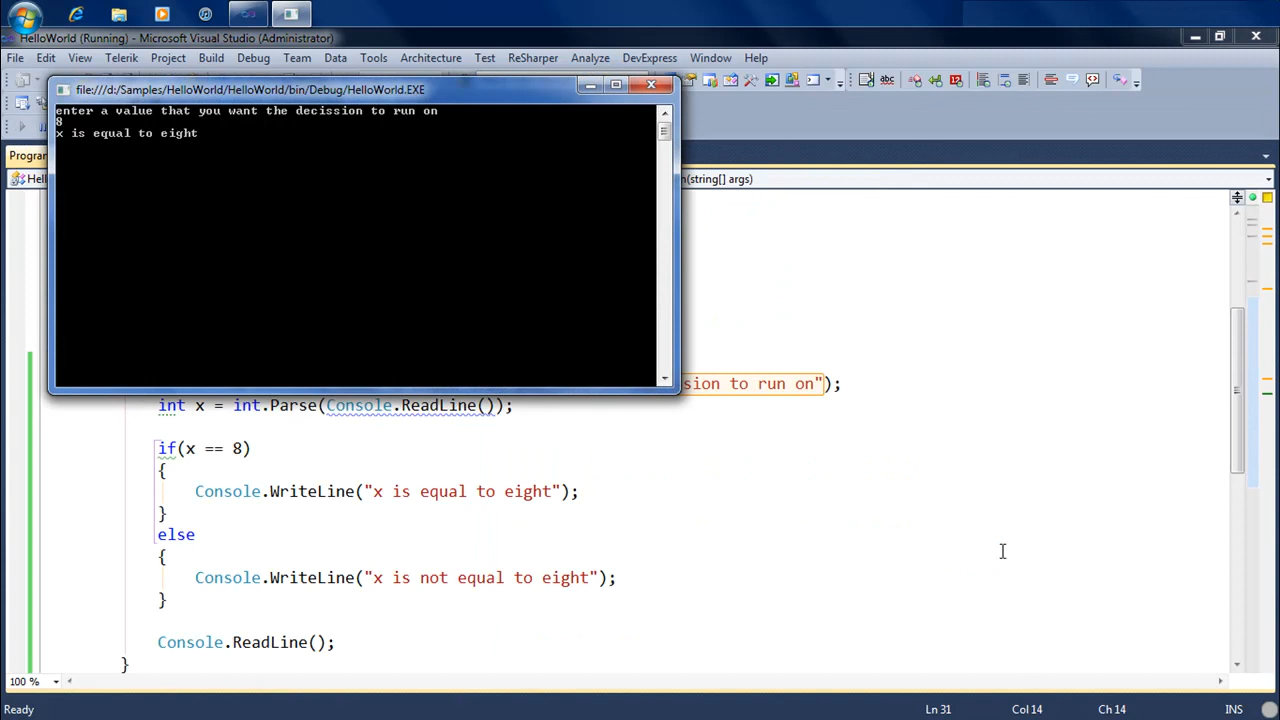 HelloWorld (Running) - Microsoft Visual Studio (Administrator)
File Edit View Telerik Project Build Debug Team Data Tools Architecture Test ReSharper Analyze DevExpress Window Help
file:///d:/Samples/HelloWorld/HelloWorld/bin/Debug/HelloWorld.EXE
enter a value that you want the decission to run on
8
x is equal to eight
Program
Hell
n(string[] args)
sion to run on");
int x = int.Parse(Console.ReadLine());
if(x == 8)
{
Console.WriteLine("x is equal to eight");
}
else
{
Console.WriteLine("x is not equal to eight");
}
Console.ReadLine();
}
100 %
Ready Ln 31 Col 14 Ch 14 INS